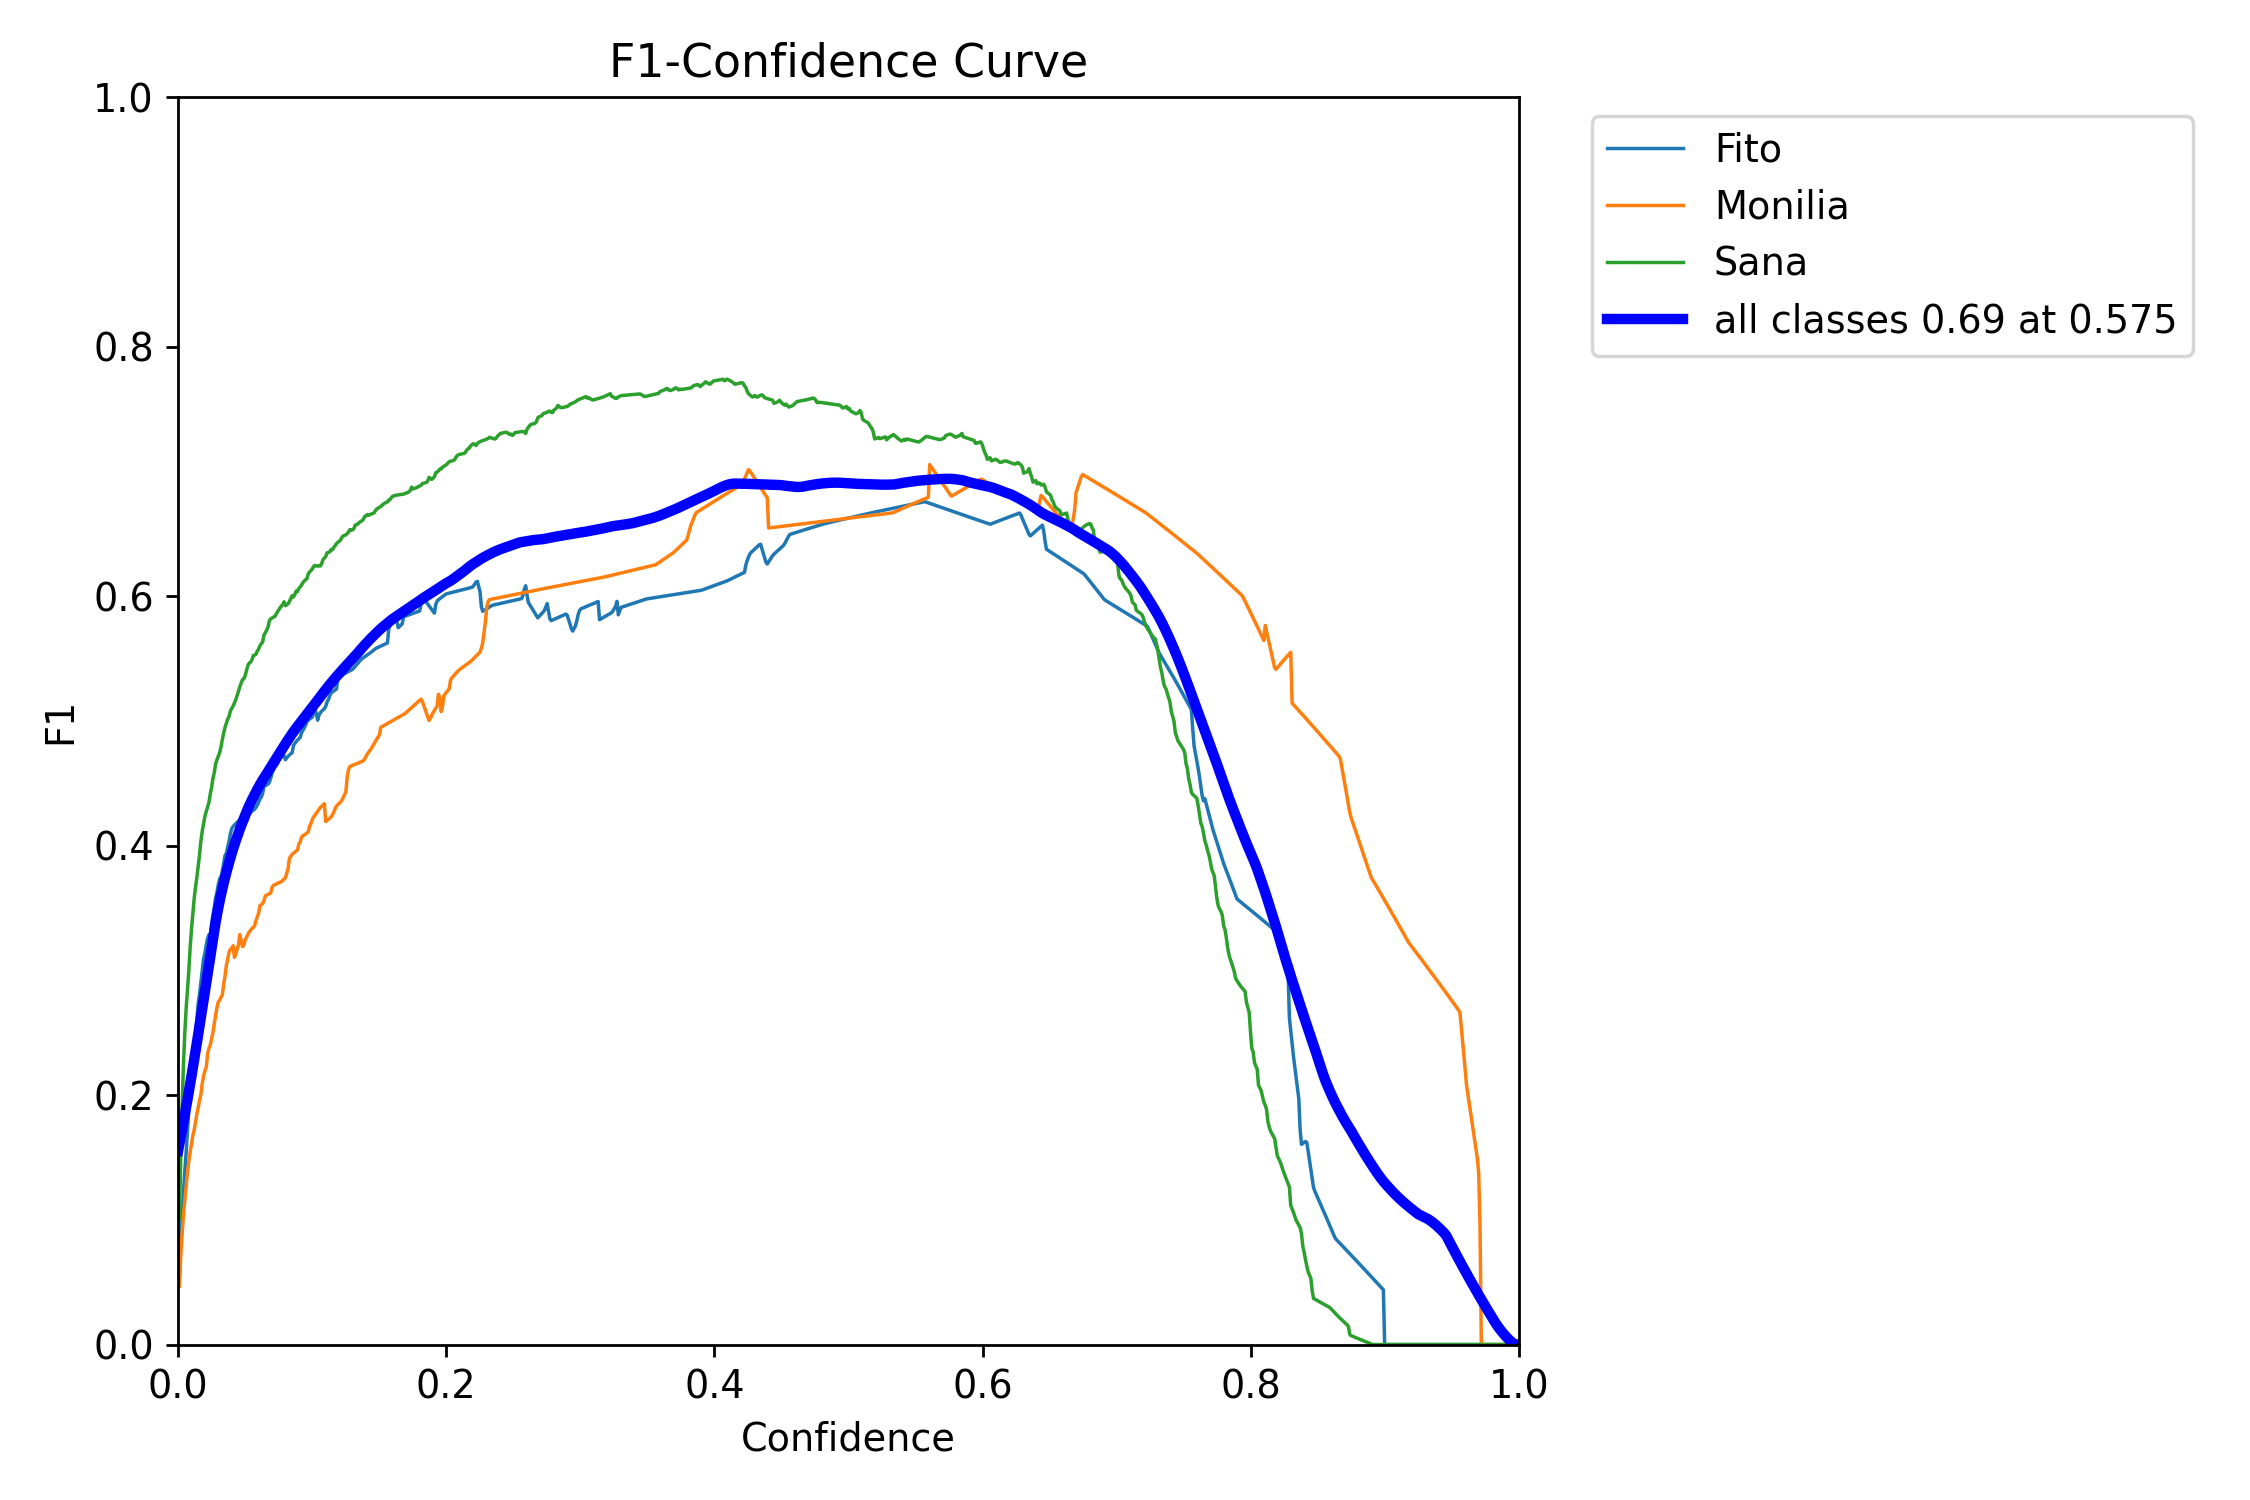 F1-Confidence Curve
1.0
0.8
0.6
0.4
0.2
0.0
F1
0.0 0.2 0.4 0.6 0.8 1.0
Confidence
Fito
Monilia
Sana
all classes 0.69 at 0.575